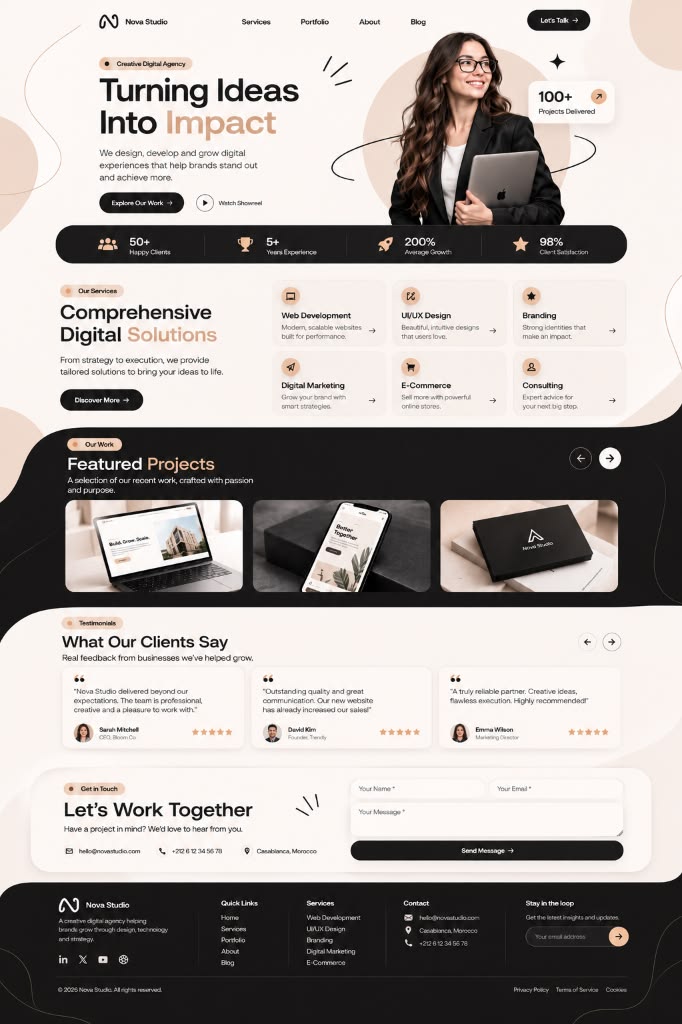 Nova Studio
Services
Portfolio
About
Blog
Let's Talk →
Creative Digital Agency
Turning Ideas
Into Impact
We design, develop and grow digital
experiences that help brands stand out
and achieve more.
Explore Our Work →
Watch Showreel
100+
Projects Delivered
50+
Happy Clients
5+
Years Experience
200%
Average Growth
98%
Client Satisfaction
Our Services
Comprehensive
Digital Solutions
From strategy to execution, we provide
tailored solutions to bring your ideas to life.
Discover More →
Web Development
Modern, scalable websites
built for performance.
UI/UX Design
Beautiful, intuitive designs
that users love.
Branding
Strong identities that
make an impact.
Digital Marketing
Grow your brand with
smart strategies.
E-Commerce
Sell more with powerful
online stores.
Consulting
Expert advice for
your next big step.
Our Work
Featured Projects
A selection of our recent work, crafted with passion
and purpose.
Build. Grow. Scale.
Better
Together
Nova Studio
Testimonials
What Our Clients Say
Real feedback from businesses we've helped grow.
"Nova Studio delivered beyond our
expectations. The team is professional,
creative and a pleasure to work with."
Sarah Mitchell
CEO, Bloom Co
"Outstanding quality and great
communication. Our new website
has already increased our sales!"
David Kim
Founder, Trendly
"A truly reliable partner. Creative ideas,
flawless execution. Highly recommended!"
Emma Wilson
Marketing Director
Get in Touch
Let's Work Together
Have a project in mind? We'd love to hear from you.
hello@novastudio.com
+212 6 12 34 56 78
Casablanca, Morocco
Your Name *
Your Email *
Your Message *
Send Message →
Nova Studio
A creative digital agency helping
brands grow through design, technology
and strategy.
Quick Links
Home
Services
Portfolio
About
Blog
Services
Web Development
UI/UX Design
Branding
Digital Marketing
E-Commerce
Contact
hello@novastudio.com
Casablanca, Morocco
+212 6 12 34 56 78
Stay in the loop
Get the latest insights and updates.
Your email address
© 2025 Nova Studio. All rights reserved.
Privacy Policy
Terms of Service
Cookies